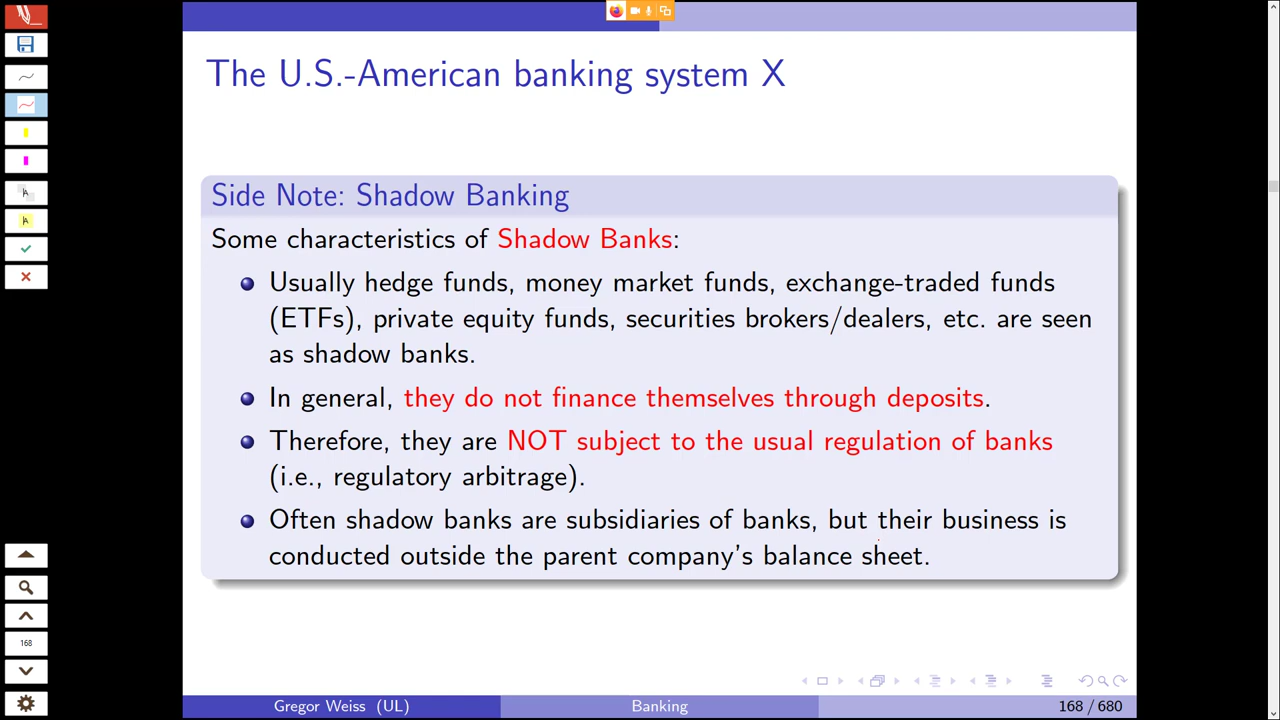 The U.S.-American banking system X
Side Note: Shadow Banking
Some characteristics of Shadow Banks:
Usually hedge funds, money market funds, exchange-traded funds
(ETFs), private equity funds, securities brokers/dealers, etc. are seen
as shadow banks.
In general, they do not finance themselves through deposits.
Therefore, they are NOT subject to the usual regulation of banks
(i.e., regulatory arbitrage).
Often shadow banks are subsidiaries of banks, but their business is
conducted outside the parent company's balance sheet.
168
Gregor Weiss (UL) Banking 168 / 680